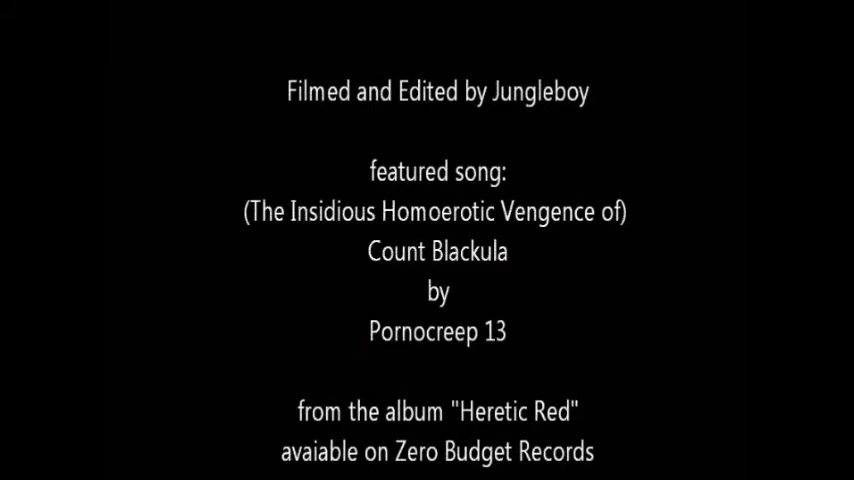 Filmed and Edited by Jungleboy
featured song:
(The Insidious Homoerotic Vengence of)
Count Blackula
by
Pornocreep 13
from the album "Heretic Red"
avaiable on Zero Budget Records